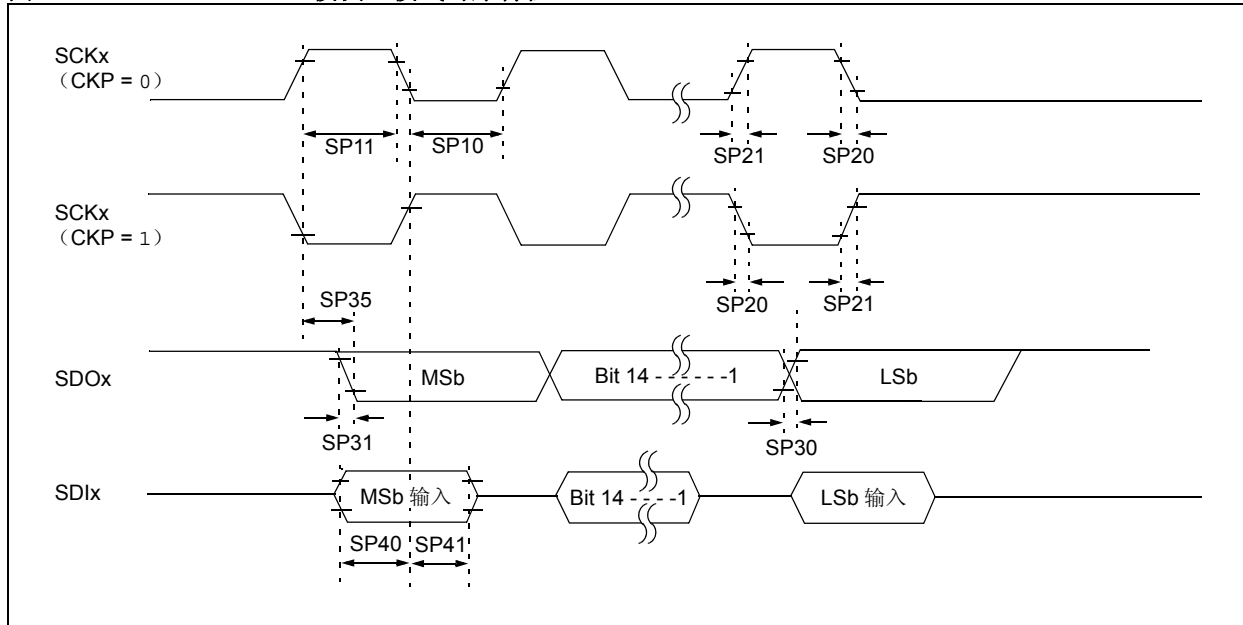 SCKx
（CKP = 0）
SP11
SP10
SP21
SP20
SCKx
（CKP = 1）
SP35
SP20
SP21
SDOx
MSb
Bit 14 - - - - - -1
LSb
SP31
SP30
SDIx
MSb 输入
Bit 14 - - - - -1
LSb 输入
SP40
SP41